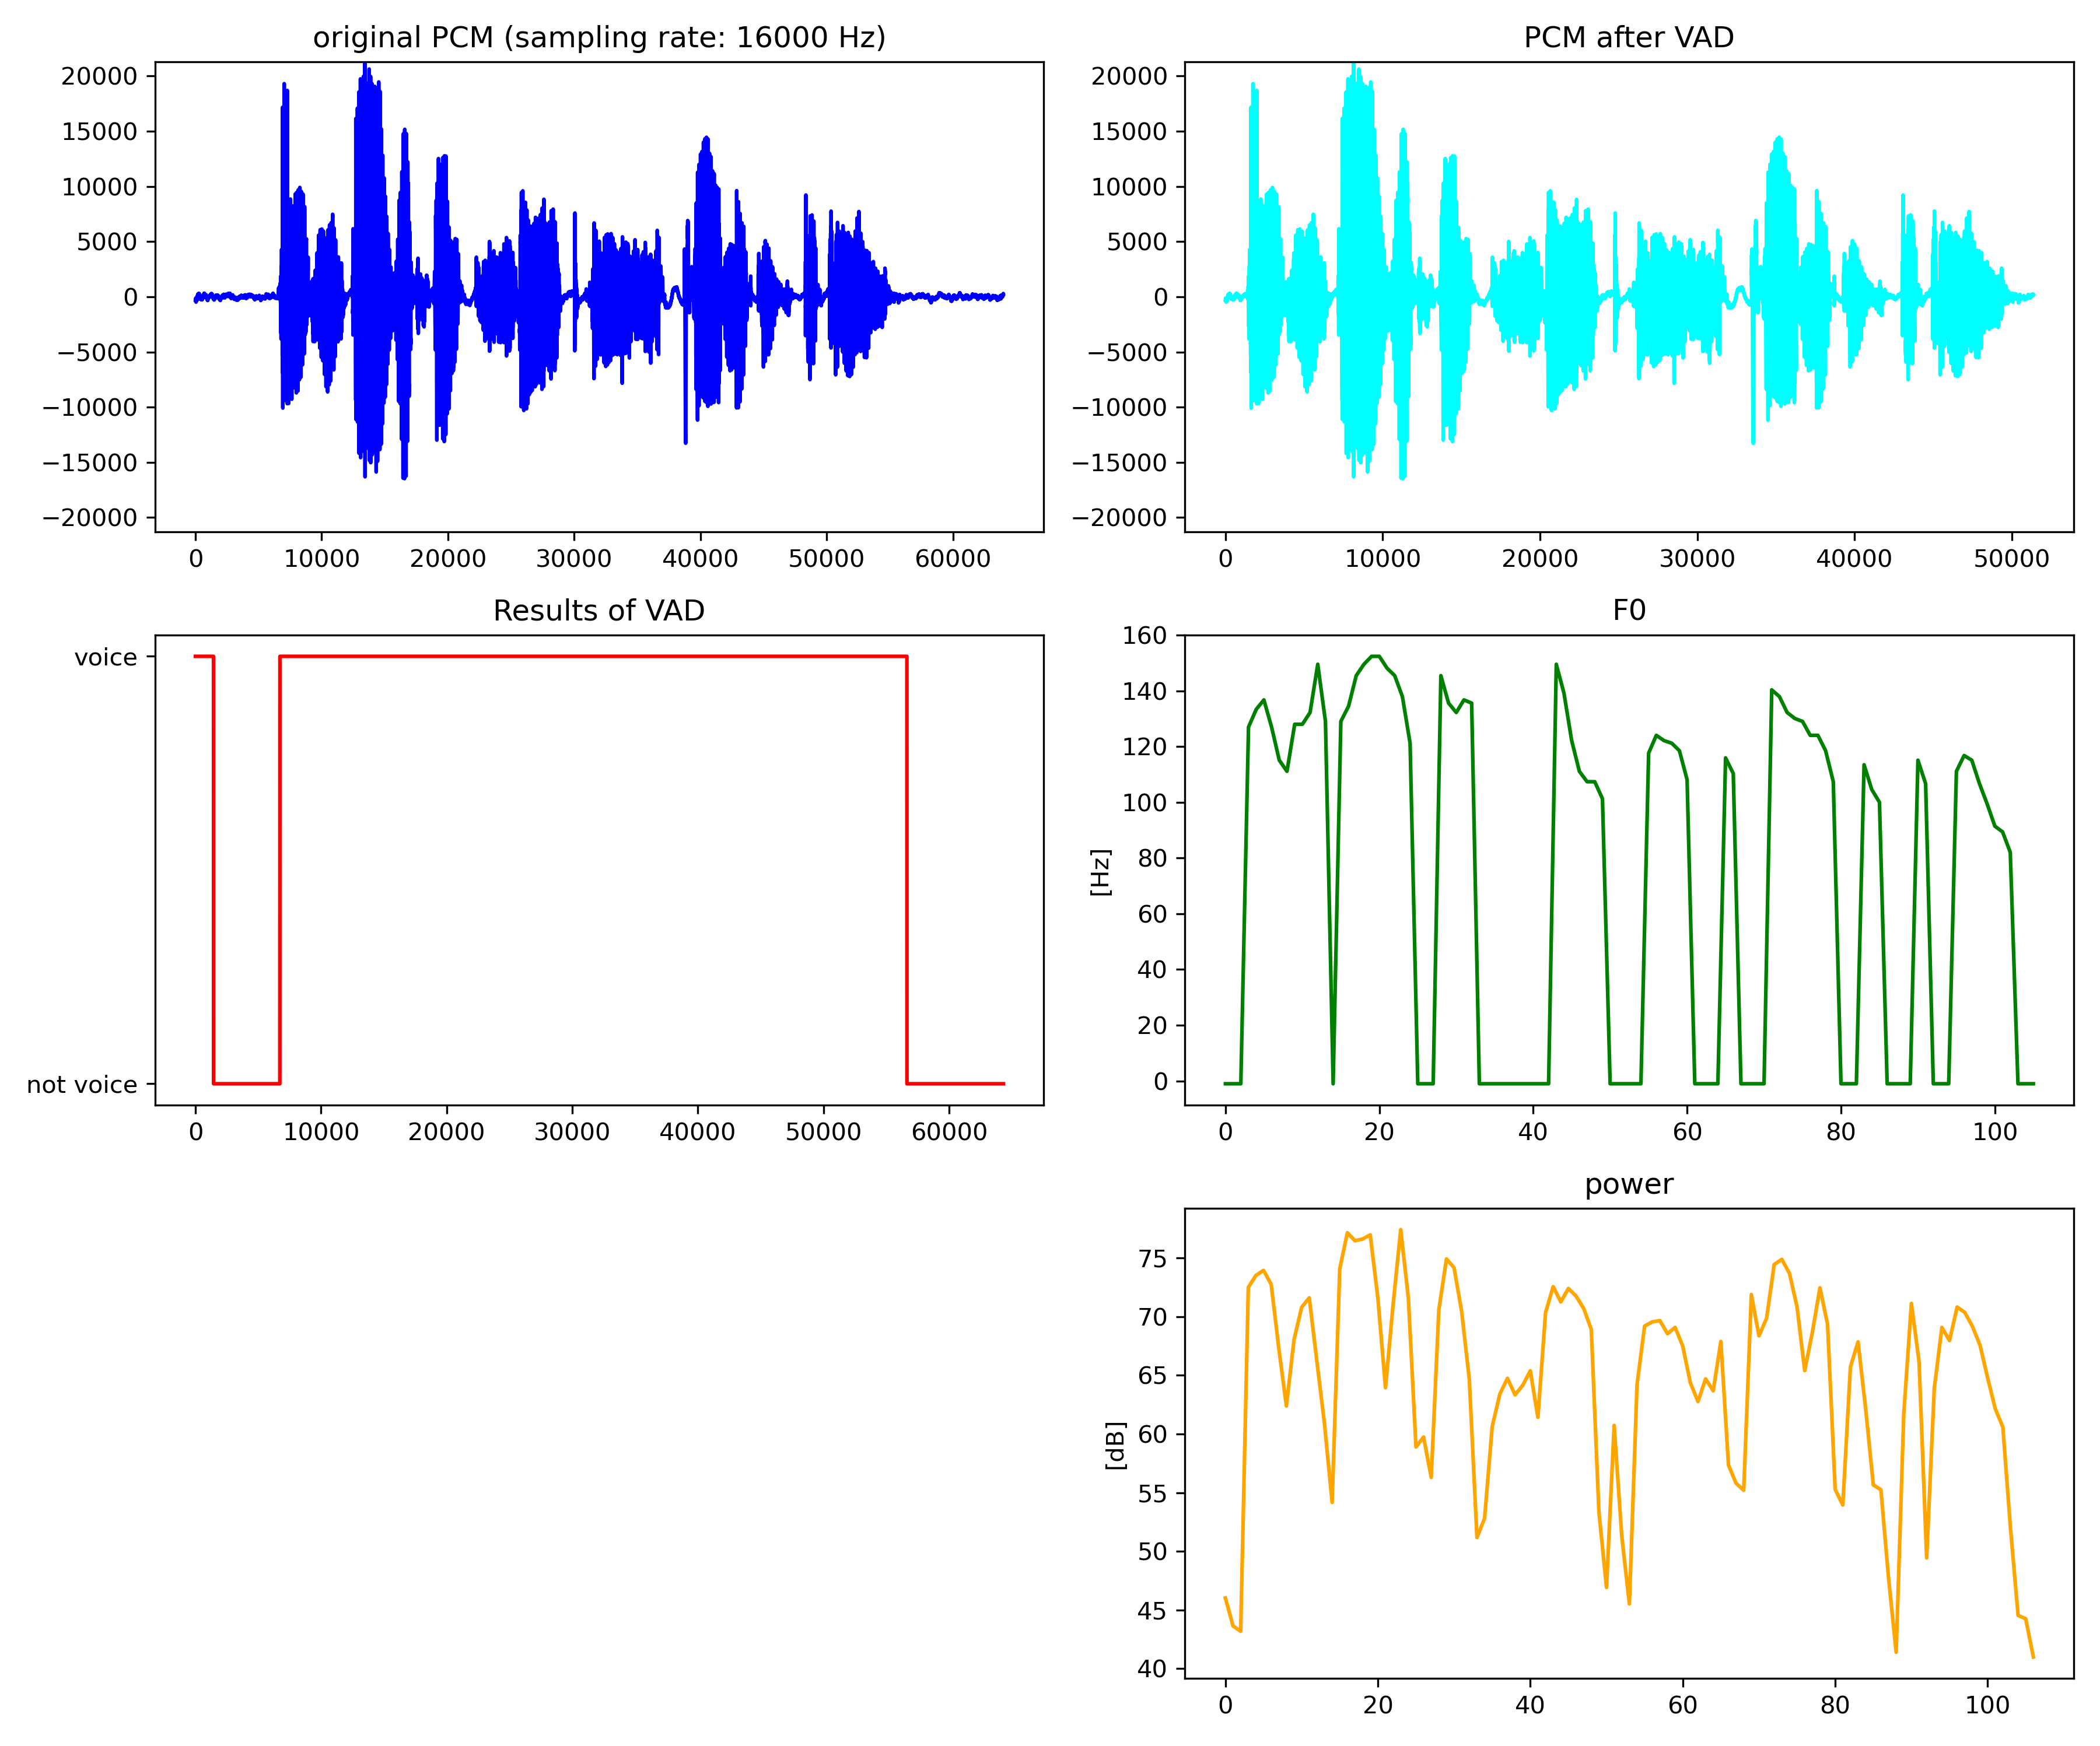 original PCM (sampling rate: 16000 Hz)
20000
15000
10000
5000
0
−5000
−10000
−15000
−20000
0 10000 20000 30000 40000 50000 60000
PCM after VAD
20000
15000
10000
5000
0
−5000
−10000
−15000
−20000
0 10000 20000 30000 40000 50000
Results of VAD
voice
not voice
0 10000 20000 30000 40000 50000 60000
F0
[Hz]
160
140
120
100
80
60
40
20
0
0 20 40 60 80 100
power
[dB]
75
70
65
60
55
50
45
40
0 20 40 60 80 100